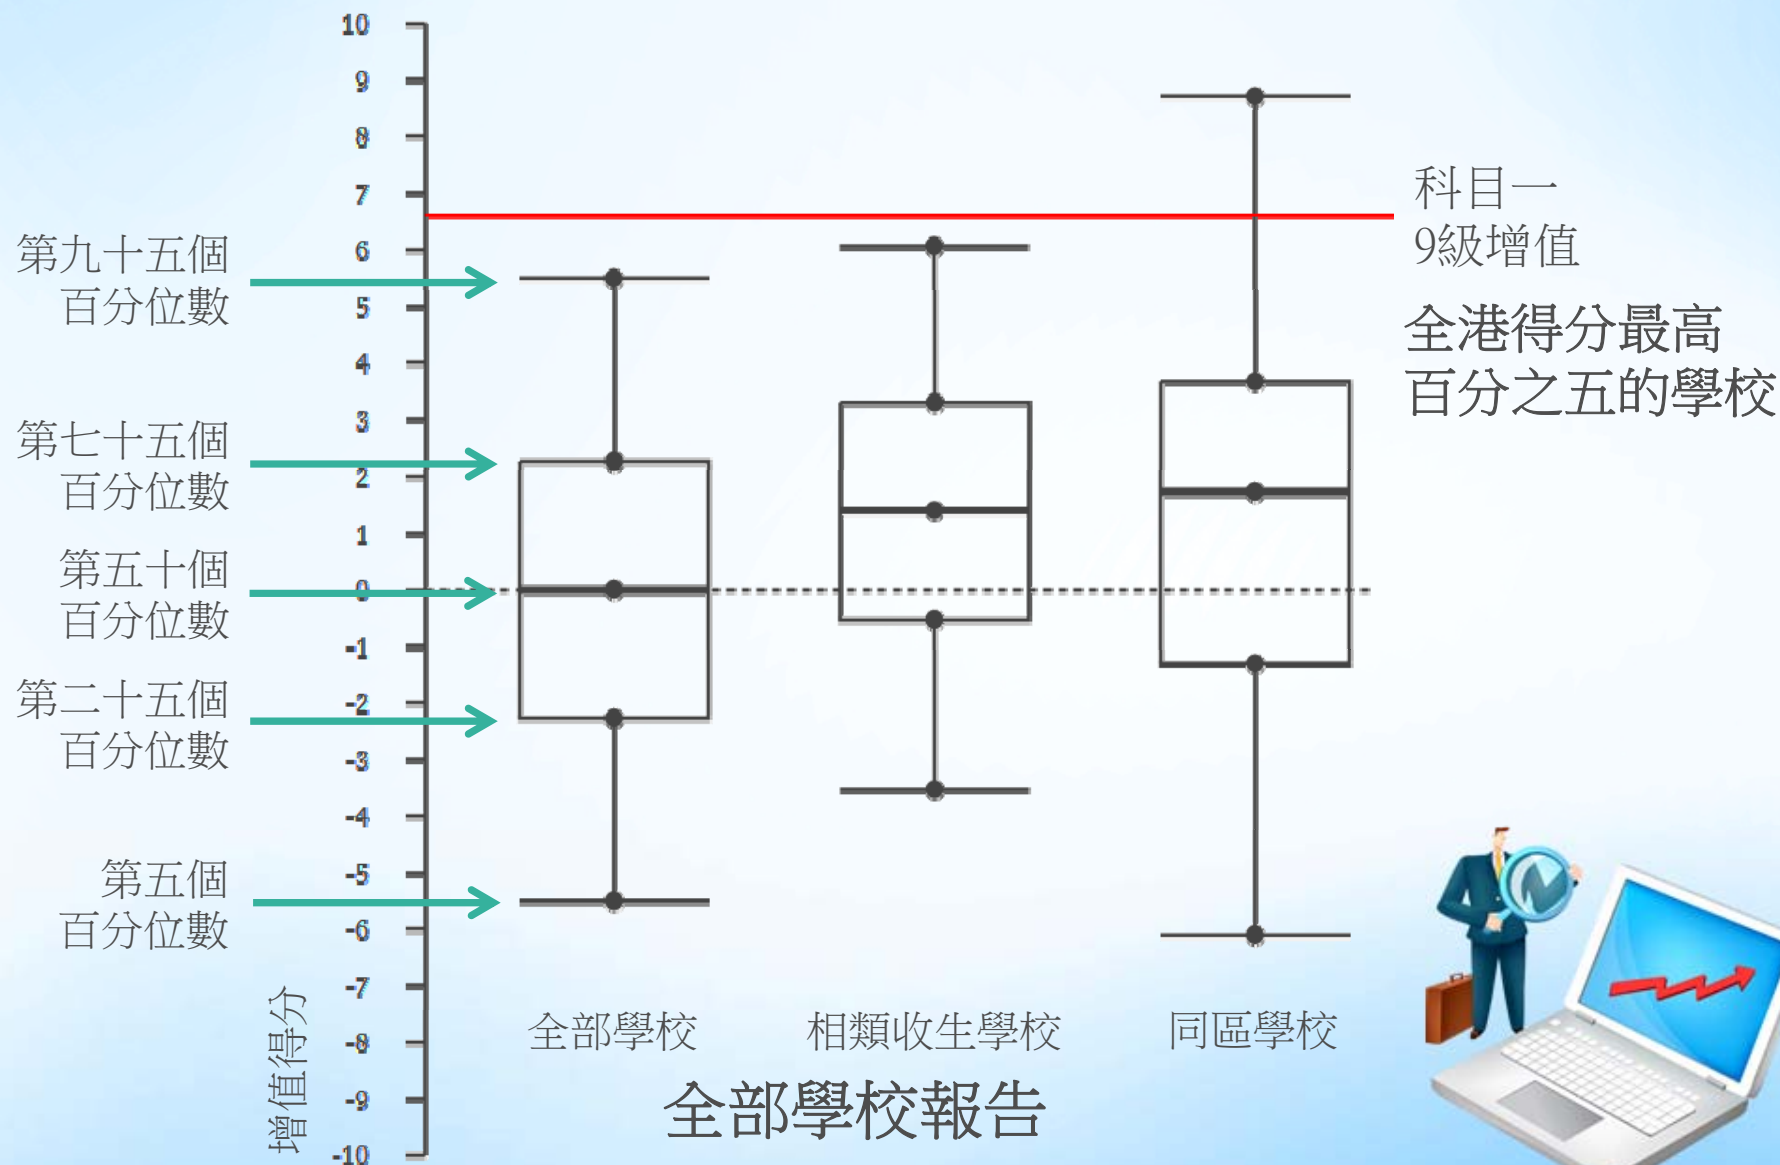 10
9
8
7
6
5
4
3
2
1
0
-1
-2
-3
-4
-5
-6
-7
-8
-9
-10
增值得分
第九十五個
百分位數
第七十五個
百分位數
第五十個
百分位數
第二十五個
百分位數
第五個
百分位數
科目一
9級增值
全港得分最高
百分之五的學校
全部學校
相類收生學校
同區學校
全部學校報告